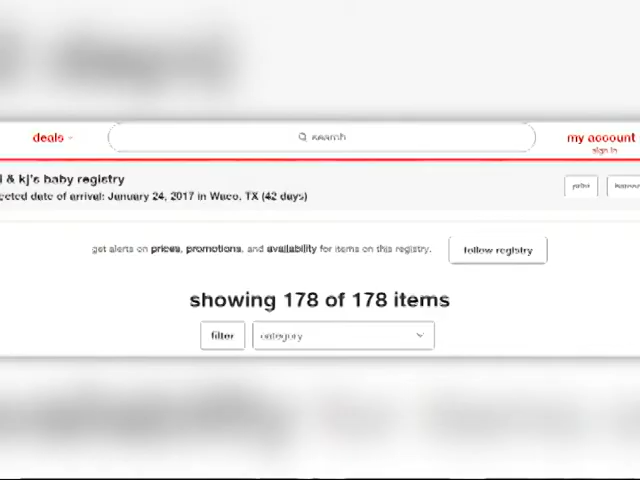 deals
search
my account
sign in
& kj's baby registry
ected date of arrival: January 24, 2017 in Waco, TX (42 days)
print
get alerts on prices, promotions, and availability for items on this registry.
follow registry
showing 178 of 178 items
filter
category